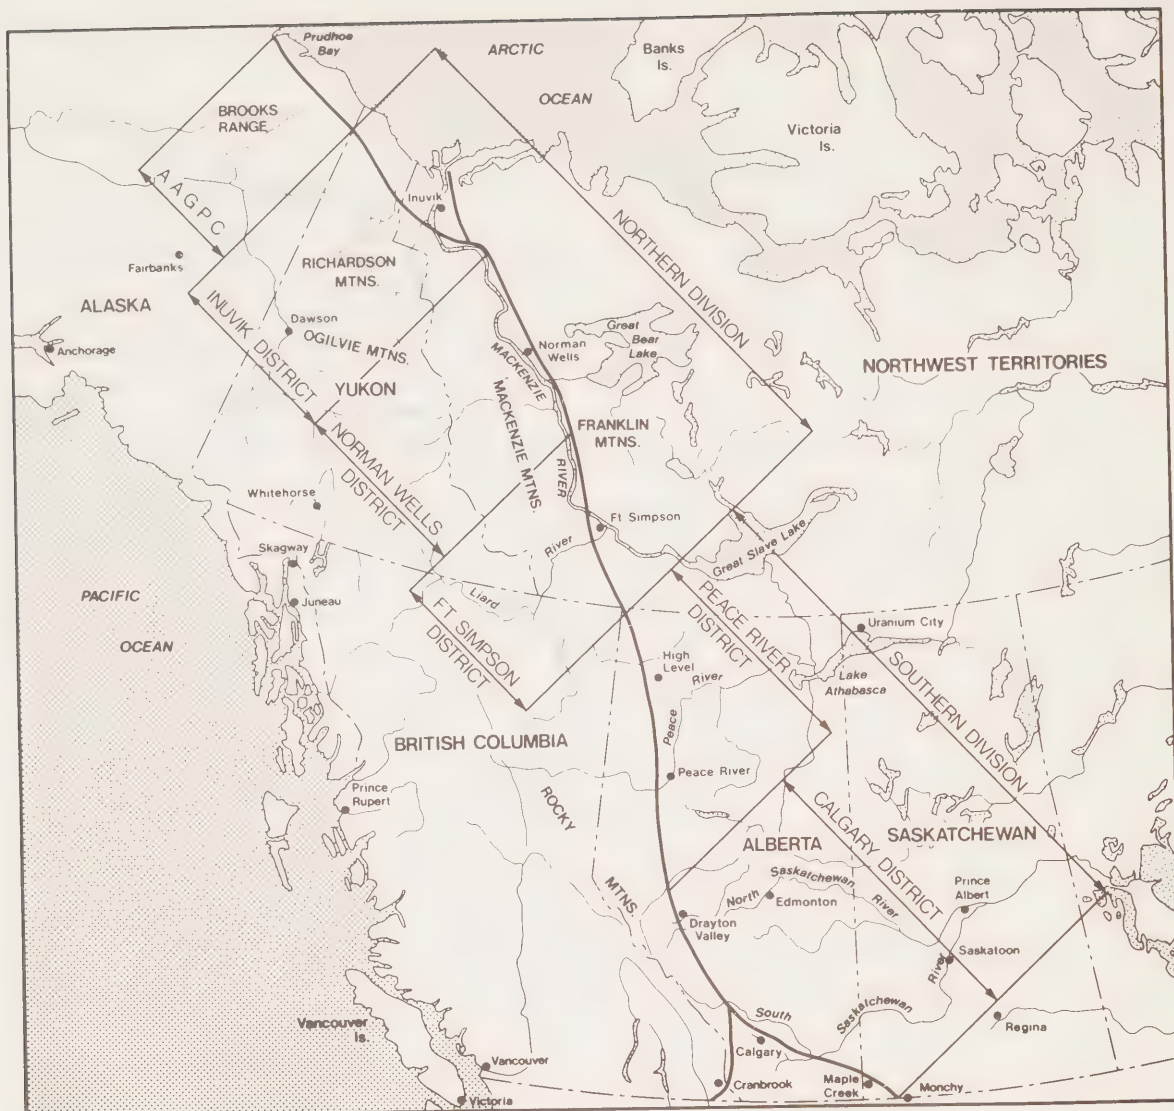 Prudhoe
Bay
ARCTIC
OCEAN
Banks
Is.
Victoria
Is.
BROOKS
RANGE
AAGPC
Inuvik
NORTHERN DIVISION
Fairbanks
RICHARDSON
MTNS.
ALASKA
INUVIK DISTRICT
Dawson
OGILVIE MTNS.
Anchorage
YUKON
Norman
Wells
Great
Bear
Lake
NORTHWEST TERRITORIES
MACKENZIE
RIVER
MACKENZIE MTNS.
FRANKLIN
MTNS.
NORMAN WELLS
DISTRICT
Whitehorse
Ft Simpson
Great Slave Lake
River
Liard
Skagway
PACIFIC
OCEAN
Juneau
FT SIMPSON
DISTRICT
PEACE RIVER
DISTRICT
Uranium City
SOUTHERN DIVISION
High
Level
River
Peace
Lake
Athabasca
BRITISH COLUMBIA
Peace River
Prince
Rupert
ROCKY
MTNS.
CALGARY DISTRICT
ALBERTA
SASKATCHEWAN
North
Saskatchewan
River
Edmonton
Prince
Albert
Drayton
Valley
Saskatoon
River
South
Saskatchewan
Regina
Vancouver
Is.
Calgary
Vancouver
Cranbrook
Maple
Creek
Monchy
Victoria